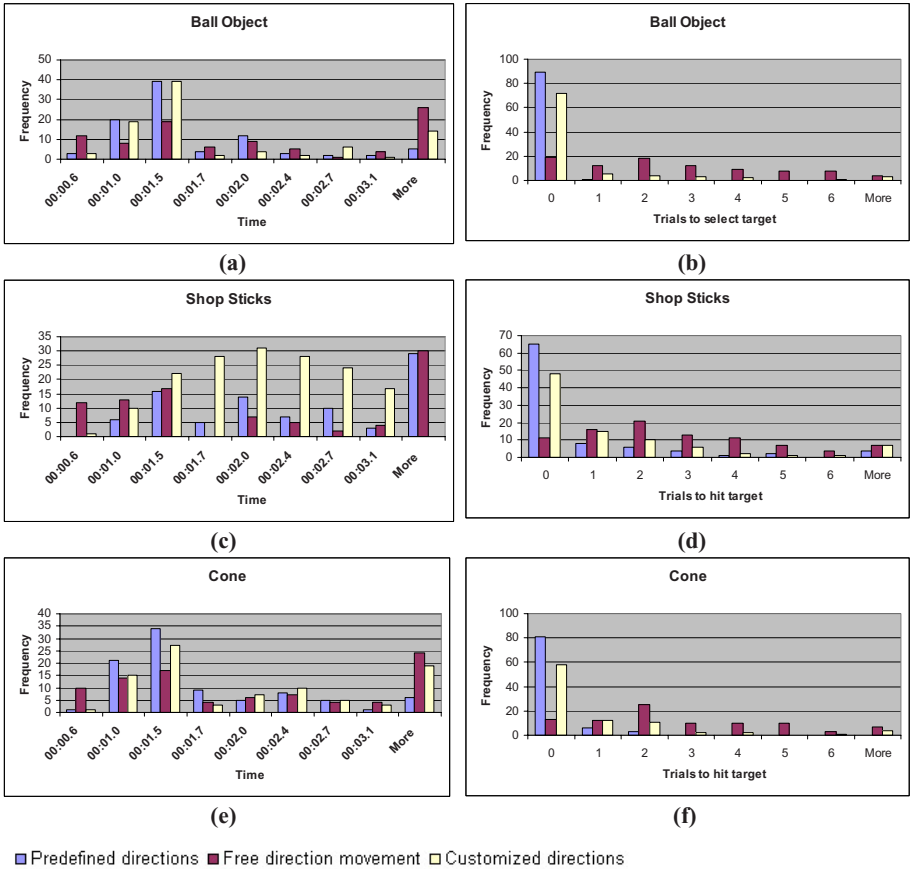 Ball Object
50
40
30
20
10
0
Frequency
00:00.6 00:01.0 00:01.5 00:01.7 00:02.0 00:02.4 00:02.7 00:03.1 More
Time
(a)
Ball Object
100
80
60
40
20
0
Frequency
0 1 2 3 4 5 6 More
Trials to select target
(b)
Shop Sticks
35
30
25
20
15
10
5
0
Frequency
00:00.6 00:01.0 00:01.5 00:01.7 00:02.0 00:02.4 00:02.7 00:03.1 More
Time
(c)
Shop Sticks
70
60
50
40
30
20
10
0
Frequency
0 1 2 3 4 5 6 More
Trials to hit target
(d)
Cone
40
35
30
25
20
15
10
5
0
Frequency
00:00.6 00:01.0 00:01.5 00:01.7 00:02.0 00:02.4 00:02.7 00:03.1 More
Time
(e)
Cone
100
80
60
40
20
0
Frequency
0 1 2 3 4 5 6 More
Trials to hit target
(f)
Predefined directions Free direction movement Customized directions